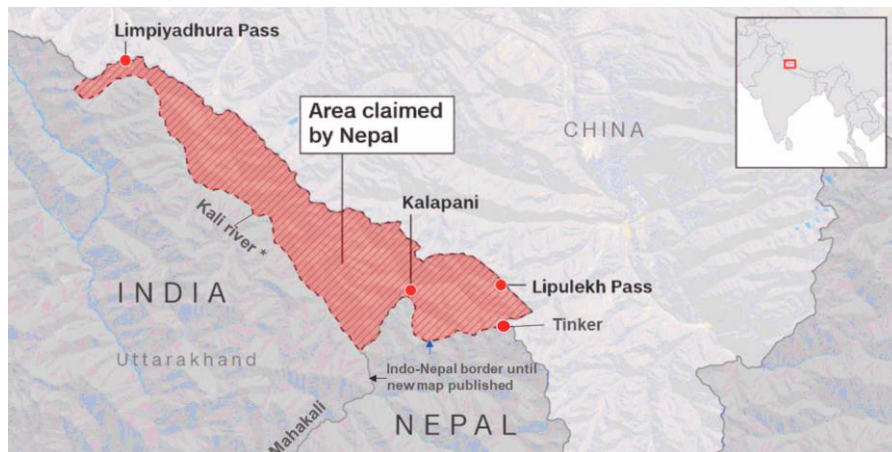 Limpiyadhura Pass
Area claimed
by Nepal
CHINA
Kalapani
Kali river *
INDIA
Lipulekh Pass
Tinker
Uttarakhand
Indo-Nepal border until
new map published
Mahakali
NEPAL